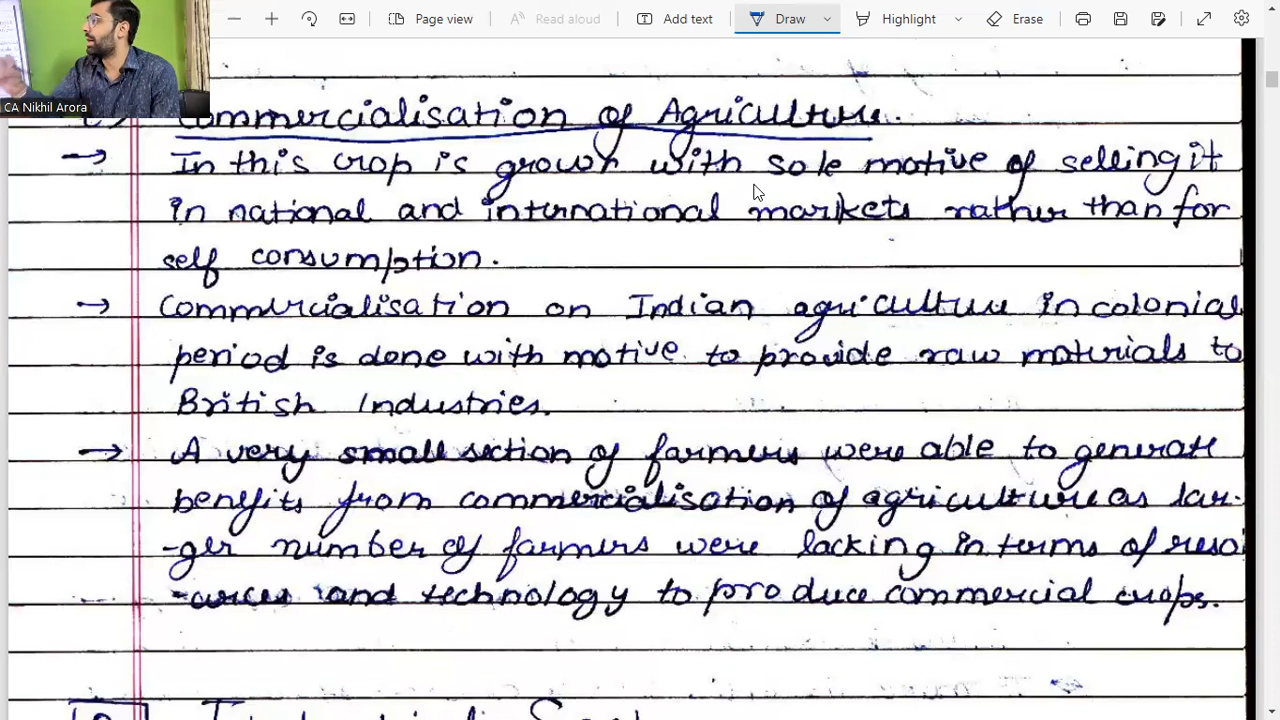 Page view
Read aloud
Add text
Draw
Highlight
Erase
CA Nikhil Arora
Commercialisation of Agriculture.
→ In this crop is grown with sole motive of selling it
in national and international markets rather than for
self consumption.
→ Commercialisation on Indian agriculture in colonial
period is done with motive to provide raw materials to
British Industries.
→ A very small section of farmers were able to generate
benefits from commercialisation of agriculture as lar-
-ger number of farmers were lacking in terms of reso
-urces and technology to produce commercial crops.